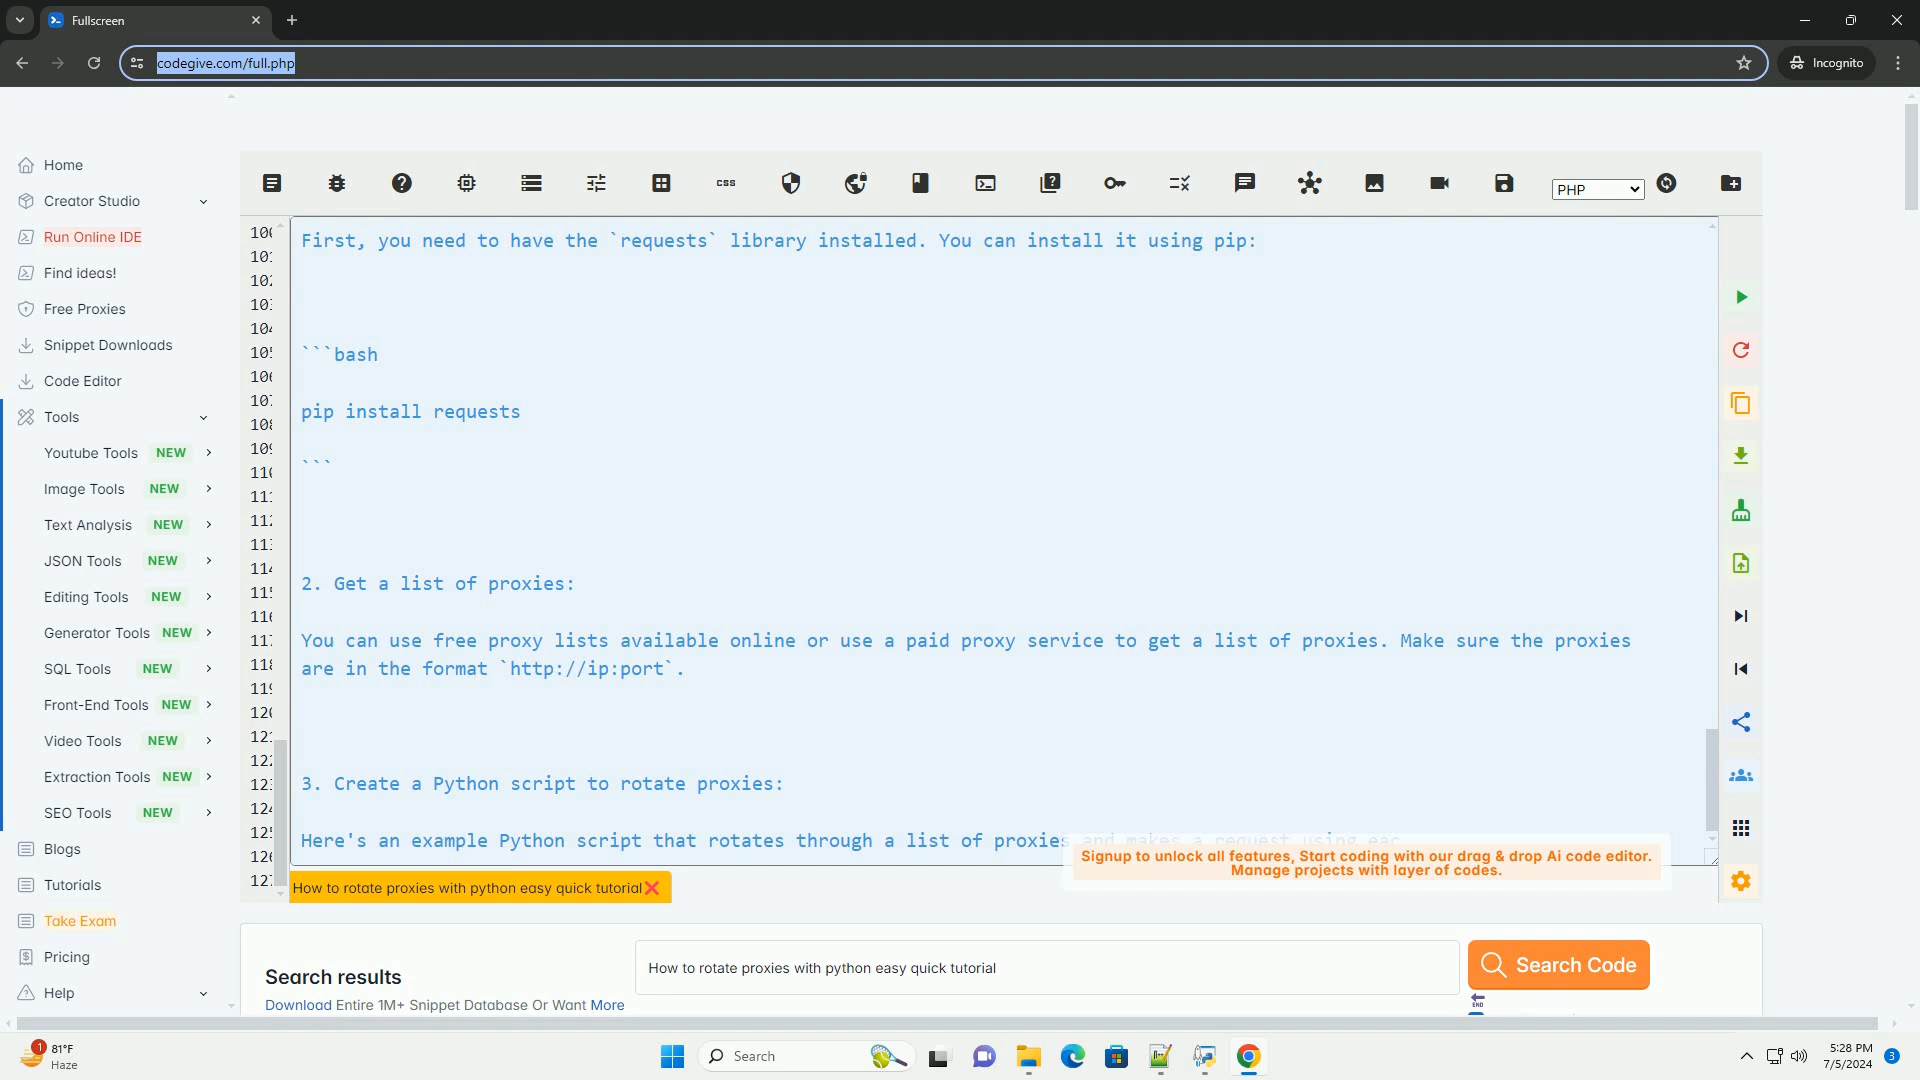 Fullscreen
codegive.com/full.php
Incognito
Home
Creator Studio
Run Online IDE
Find ideas!
Free Proxies
Snippet Downloads
Code Editor
Tools
Youtube Tools NEW
Image Tools NEW
Text Analysis NEW
JSON Tools NEW
Editing Tools NEW
Generator Tools NEW
SQL Tools NEW
Front-End Tools NEW
Video Tools NEW
Extraction Tools NEW
SEO Tools NEW
Blogs
Tutorials
Take Exam
Pricing
Help
css
PHP
First, you need to have the `requests` library installed. You can install it using pip:
```bash
pip install requests
```
2. Get a list of proxies:
You can use free proxy lists available online or use a paid proxy service to get a list of proxies. Make sure the proxies
are in the format `http://ip:port`.
3. Create a Python script to rotate proxies:
Here's an example Python script that rotates through a list of proxies and makes a request using eac
Signup to unlock all features, Start coding with our drag & drop Ai code editor.
Manage projects with layer of codes.
How to rotate proxies with python easy quick tutorial
Search results
Download Entire 1M+ Snippet Database Or Want More
How to rotate proxies with python easy quick tutorial
Search Code
END
1
81°F
Haze
Search
5:28 PM
7/5/2024
3